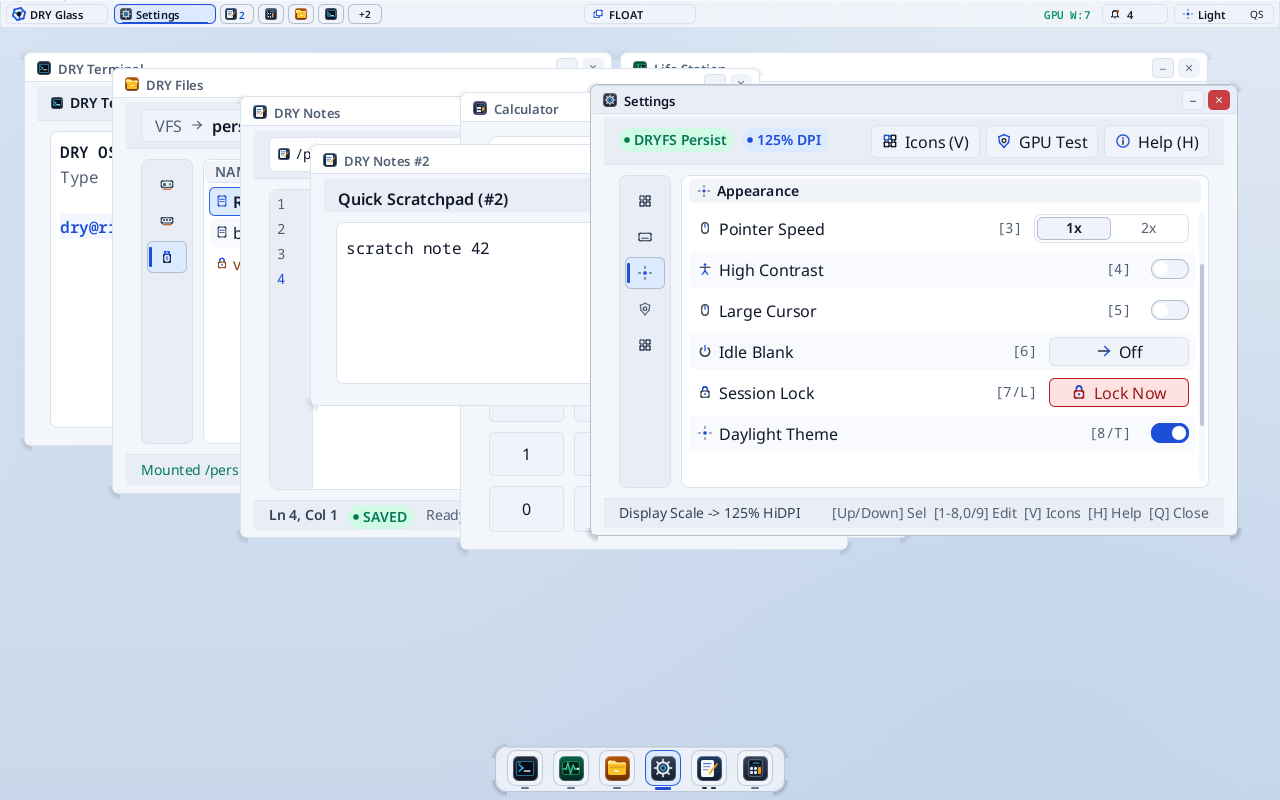 DRY Glass
Settings
2
+2
FLOAT
GPU W:7
4
Light
QS
DRY Terminal
DRY Files
DRY Notes
DRY Notes #2
Calculator
Life Station
DRY Te
DRY OS
Type
dry@ri
VFS → pers
NAM
R
b
v
Mounted /pers
/p
1
2
3
4
Ln 4, Col 1
SAVED
Ready
Quick Scratchpad (#2)
scratch note 42
1
0
Settings
DRYFS Persist
125% DPI
Icons (V)
GPU Test
Help (H)
Appearance
Pointer Speed [3] 1x 2x
High Contrast [4]
Large Cursor [5]
Idle Blank [6] → Off
Session Lock [7/L] Lock Now
Daylight Theme [8/T]
Display Scale -> 125% HiDPI [Up/Down] Sel [1-8,0/9] Edit [V] Icons [H] Help [Q] Close